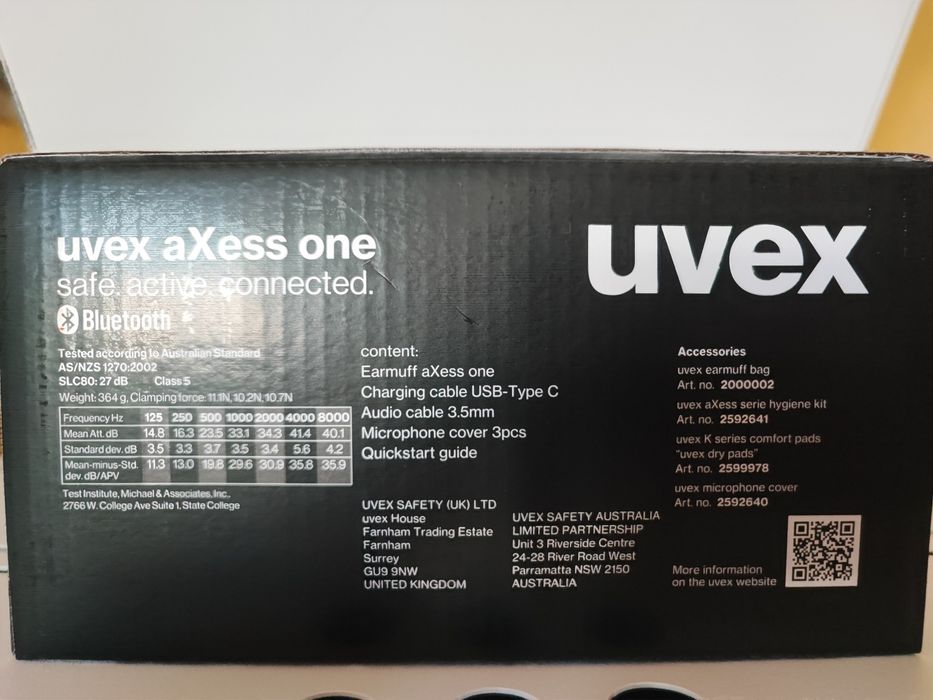 uvex aXess one
safe. active. connected.
Bluetooth
Tested according to Australian Standard
AS/NZS 1270:2002
SLC80: 27 dB Class 5
Weight: 364 g, Clamping force: 11.1N, 10.2N, 10.7N
Frequency Hz 125 250 500 1000 2000 4000 8000
Mean Att. dB 14.8 16.3 23.5 33.1 34.3 41.4 40.1
Standard dev. dB 3.5 3.3 3.7 3.5 3.4 5.6 4.2
Mean-minus-Std. 11.3 13.0 19.8 29.6 30.9 35.8 35.9
dev. dB/APV
Test Institute, Michael & Associates, Inc.,
2766 W. College Ave Suite 1, State College
content:
Earmuff aXess one
Charging cable USB-Type C
Audio cable 3.5mm
Microphone cover 3pcs
Quickstart guide
UVEX SAFETY (UK) LTD
uvex House
Farnham Trading Estate
Farnham
Surrey
GU9 9NW
UNITED KINGDOM
UVEX SAFETY AUSTRALIA
LIMITED PARTNERSHIP
Unit 3 Riverside Centre
24-28 River Road West
Parramatta NSW 2150
AUSTRALIA
uvex
Accessories
uvex earmuff bag
Art. no. 2000002
uvex aXess serie hygiene kit
Art. no. 2592641
uvex K series comfort pads
“uvex dry pads”
Art. no. 2599978
uvex microphone cover
Art. no. 2592640
More information
on the uvex website